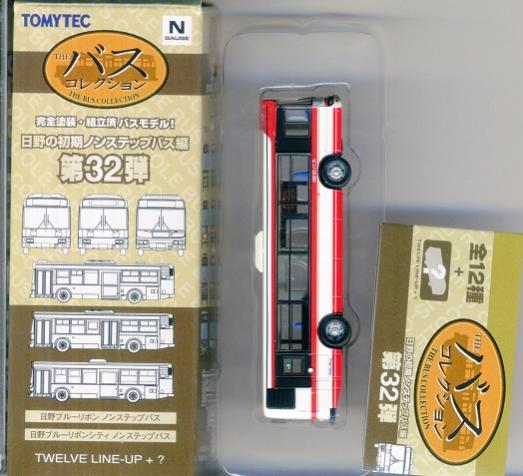 TOMYTEC
N
GAUGE
THE
バス
コレクション
THE BUS COLLECTION
完全塗装・組立済バスモデル!
日野の初期ノンステップバス編
第32弾
日野ブルーリボン ノンステップバス
日野ブルーリボンシティ ノンステップバス
TWELVE LINE-UP + ?
全12種
+
?
TWELVE LINE-UP + ?
THE
バス
コレクション
THE BUS COLLECTION
日野の初期ノンステップバス編
第32弾